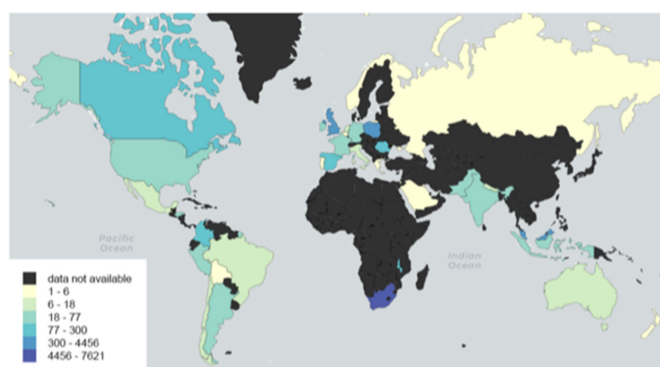 Pacific
Ocean
Indian
Ocean
data not available
1 - 6
6 - 18
18 - 77
77 - 300
300 - 4456
4456 - 7621